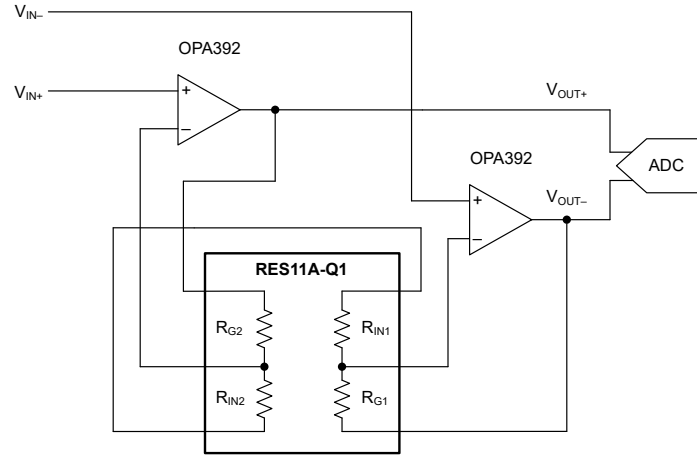 V_IN–
OPA392
V_IN+
+
–
V_OUT+
ADC
OPA392
+
–
V_OUT–
RES11A-Q1
R_G2
R_IN1
R_IN2
R_G1